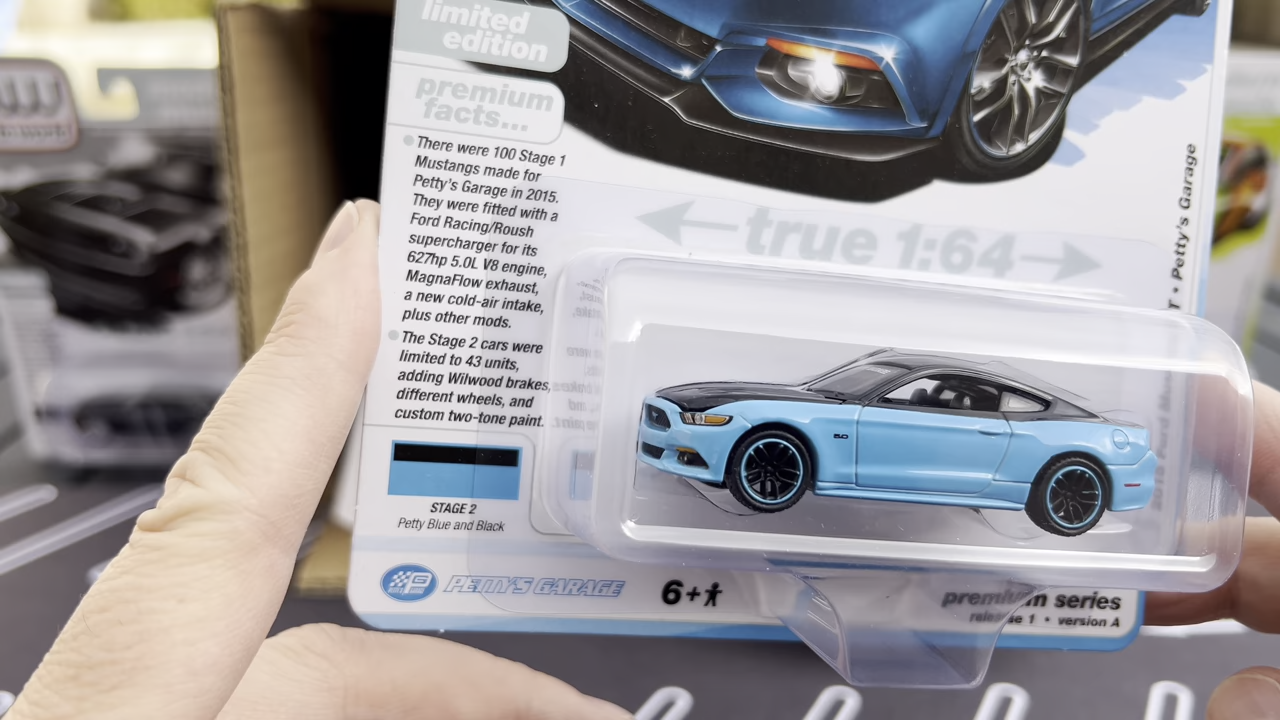 limited
edition
premium
facts...
There were 100 Stage 1
Mustangs made for
Petty's Garage in 2015.
They were fitted with a
Ford Racing/Roush
supercharger for its
627hp 5.0L V8 engine,
MagnaFlow exhaust,
a new cold-air intake,
plus other mods.
The Stage 2 cars were
limited to 43 units,
adding Wilwood brakes,
different wheels, and
custom two-tone paint.
STAGE 2
Petty Blue and Black
PETTY'S GARAGE
6+
true 1:64
5.0
T • Petty's Garage
premium series
release 1 • version A